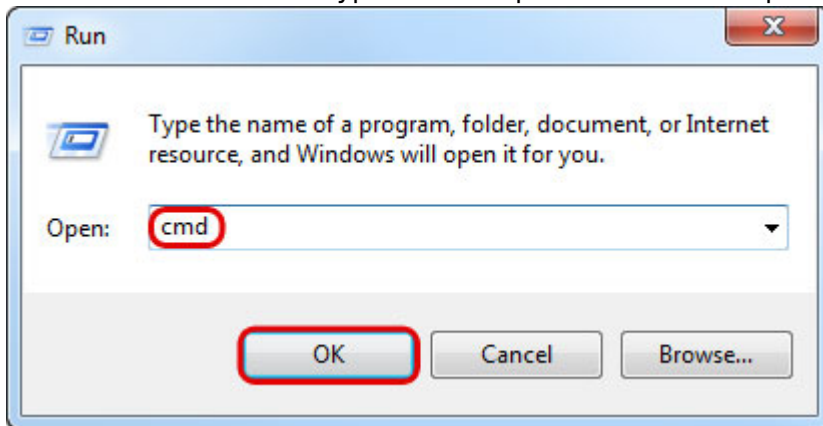 Run
Type the name of a program, folder, document, or Internet
resource, and Windows will open it for you.
Open: cmd
OK Cancel Browse...